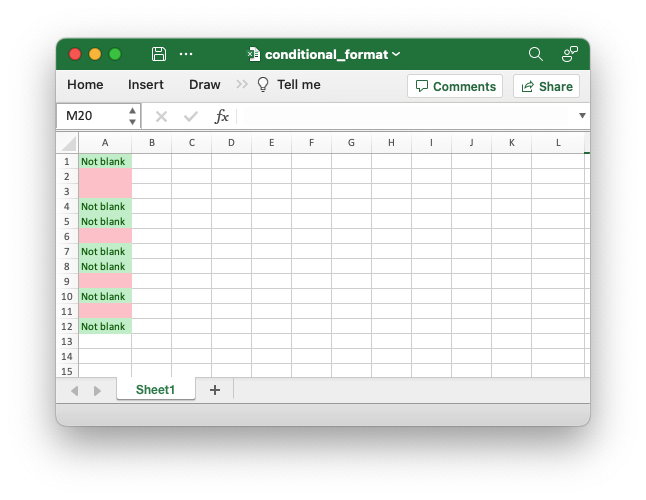 conditional_format
Home Insert Draw Tell me Comments Share
M20 fx
A B C D E F G H I J K L
1 Not blank
2
3
4 Not blank
5 Not blank
6
7 Not blank
8 Not blank
9
10 Not blank
11
12 Not blank
13
14
15
Sheet1 +